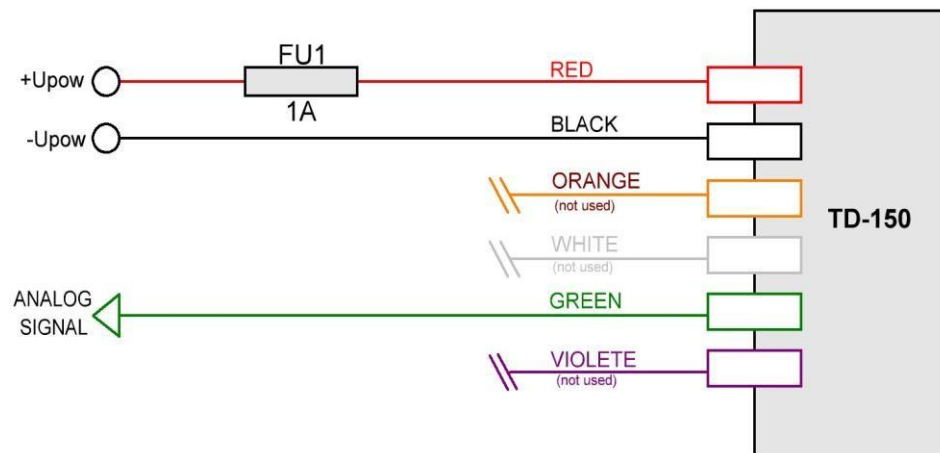 FU1
+Upow
RED
1A
-Upow
BLACK
ORANGE
(not used)
TD-150
WHITE
(not used)
ANALOG
SIGNAL
GREEN
VIOLETE
(not used)